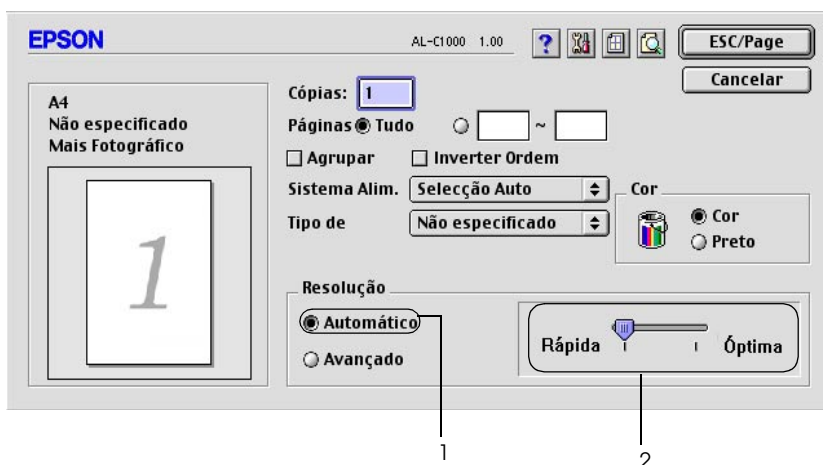 EPSON AL-C1000 1.00 ? ESC/Page
Cancelar
A4
Não especificado
Mais Fotográfico
1
Cópias: 1
Páginas Tudo ~
Agrupar Inverter Ordem
Sistema Alim. Selecção Auto
Tipo de Não especificado
Cor
Cor
Preto
Resolução
Automático
Avançado
Rápida Óptima
1 2